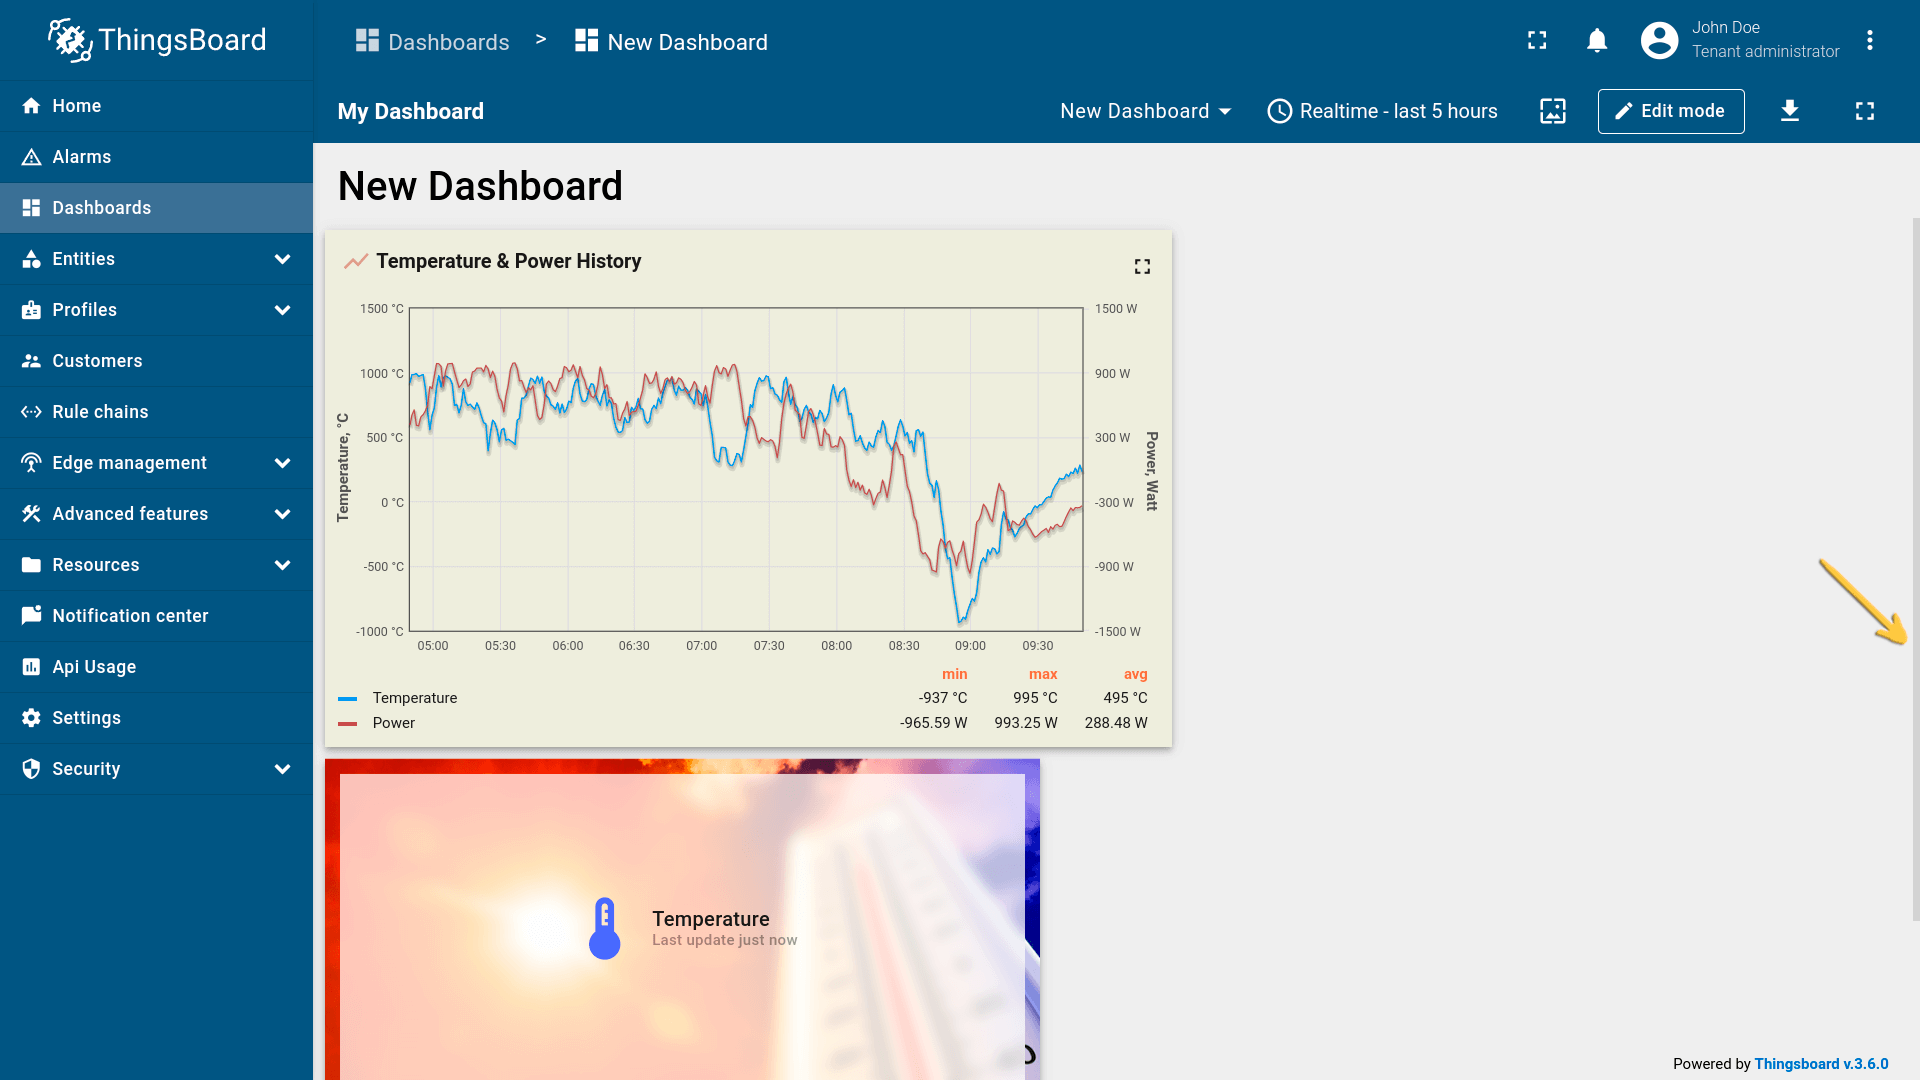 ThingsBoard
Dashboards > New Dashboard
John Doe
Tenant administrator
Home
Alarms
Dashboards
Entities
Profiles
Customers
Rule chains
Edge management
Advanced features
Resources
Notification center
Api Usage
Settings
Security
My Dashboard
New Dashboard
Realtime - last 5 hours
Edit mode
New Dashboard
Temperature & Power History
1500 °C
1000 °C
500 °C
0 °C
-500 °C
-1000 °C
Temperature, °C
1500 W
900 W
300 W
-300 W
-900 W
-1500 W
Power, Watt
05:00 05:30 06:00 06:30 07:00 07:30 08:00 08:30 09:00 09:30
min max avg
Temperature -937 °C 995 °C 495 °C
Power -965.59 W 993.25 W 288.48 W
Temperature
Last update just now
Powered by Thingsboard v.3.6.0